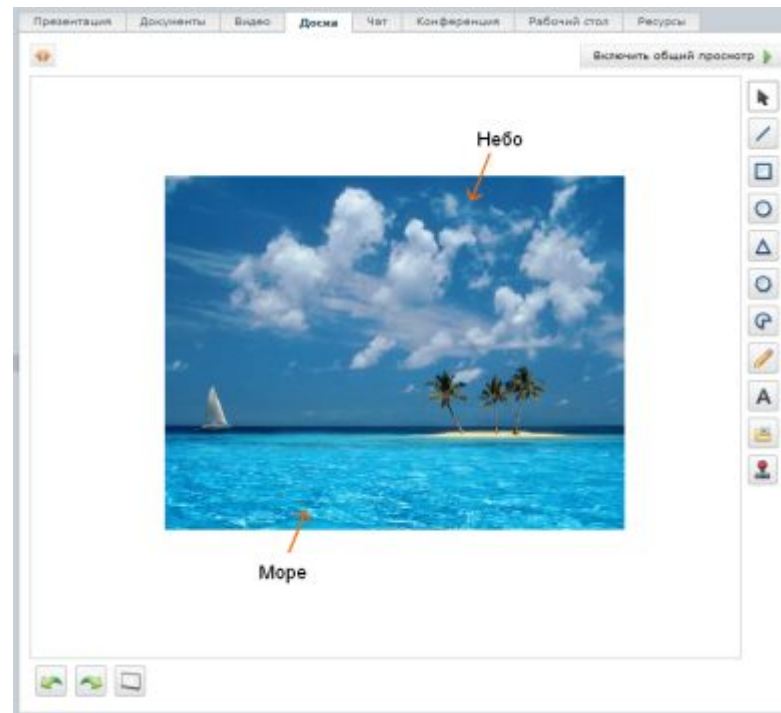 Презентация Документы Видео Доска Чат Конференция Рабочий стол Ресурсы
Включить общий просмотр
Небо
A
Море